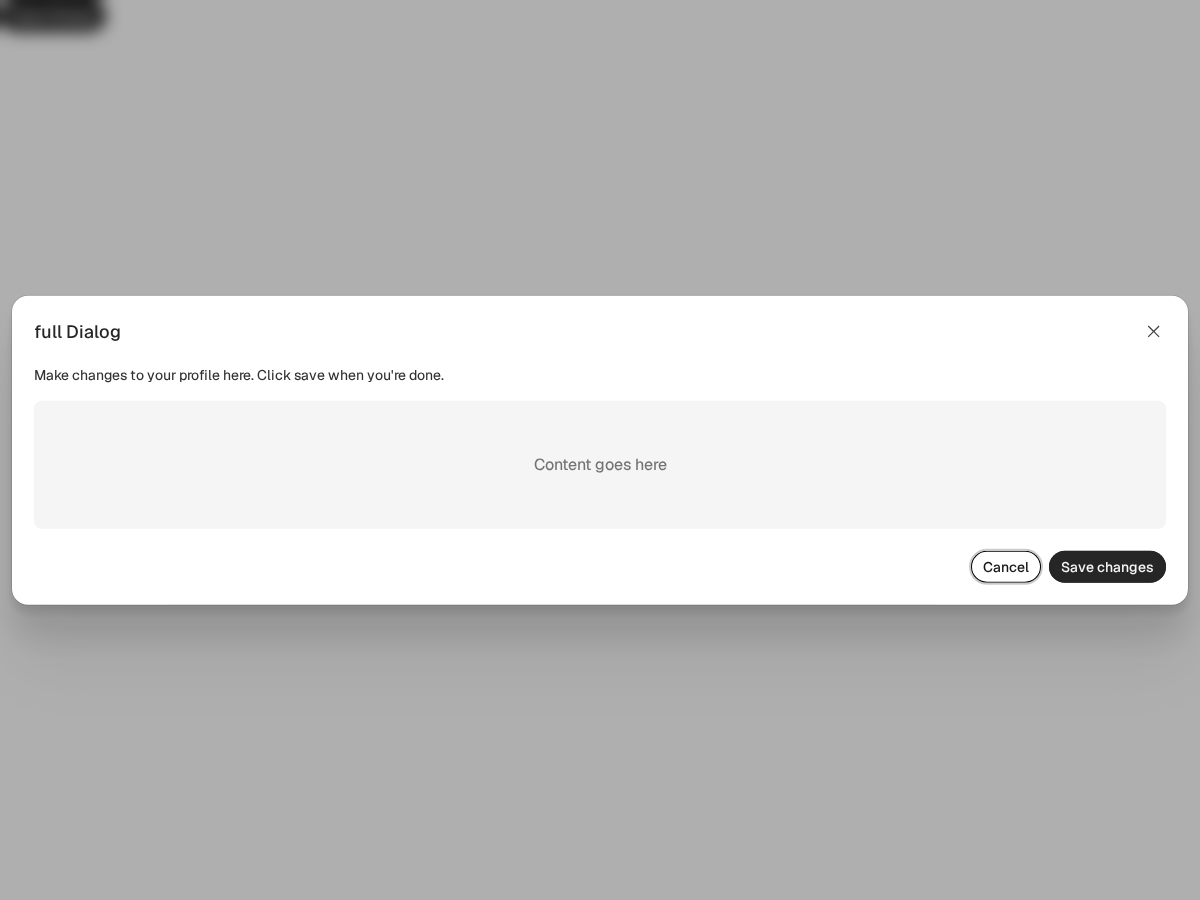 full Dialog
Make changes to your profile here. Click save when you're done.
Content goes here
Cancel
Save changes